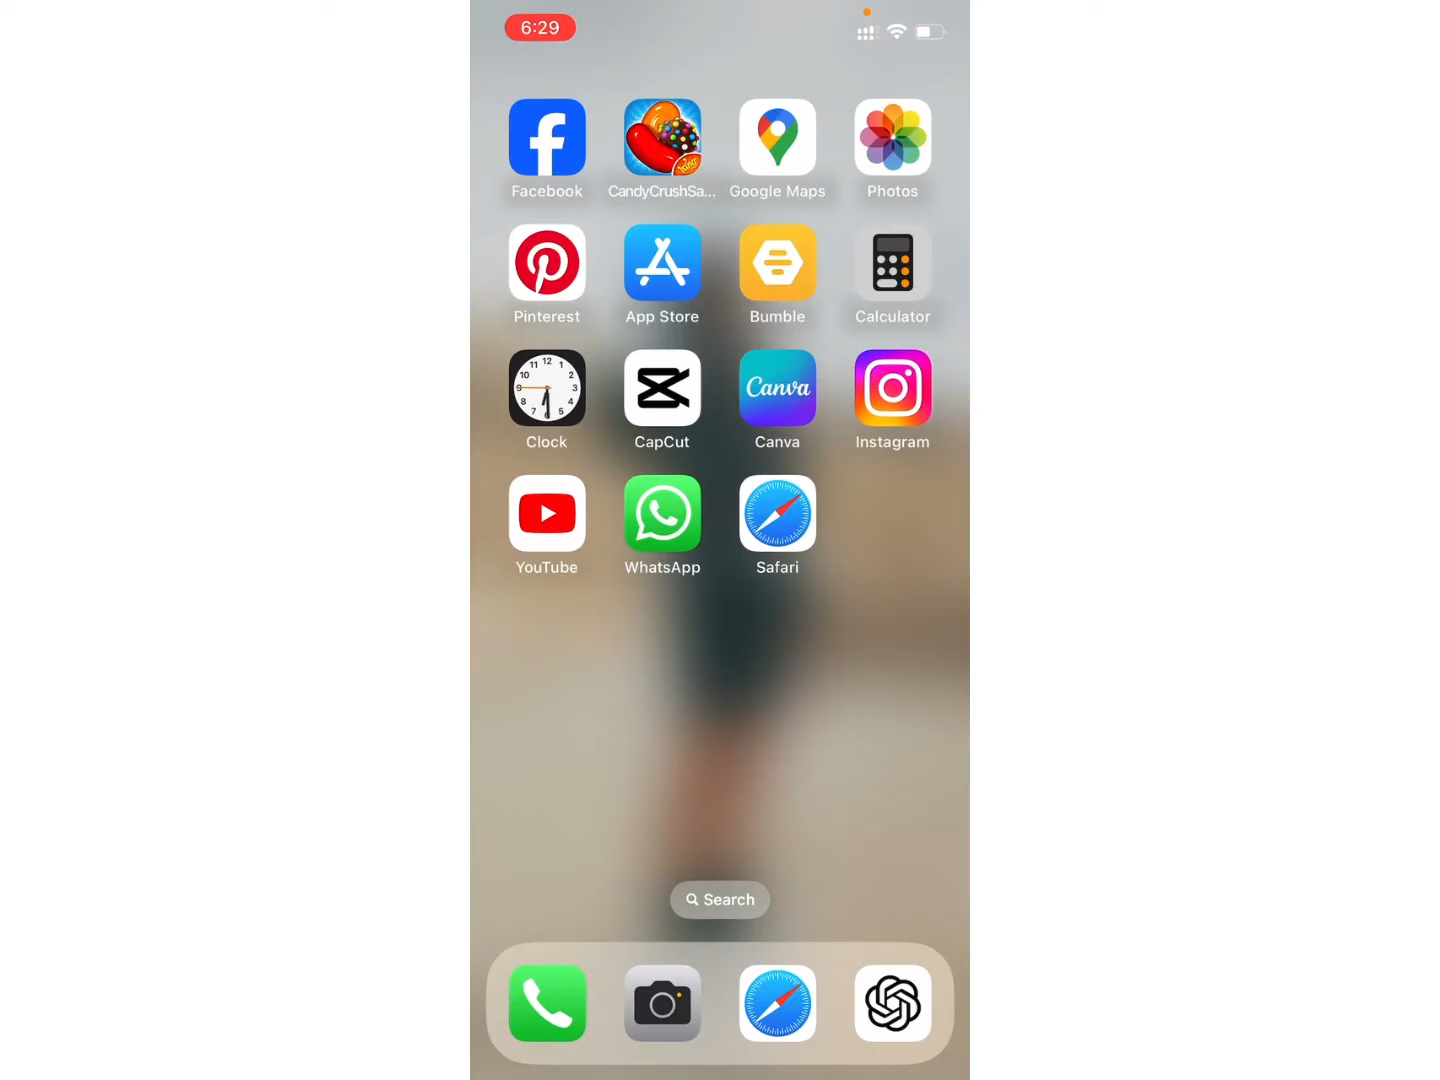 6:29
Facebook
CandyCrushSa...
Google Maps
Photos
Pinterest
App Store
Bumble
Calculator
Clock
CapCut
Canva
Canva
Instagram
YouTube
WhatsApp
Safari
Search